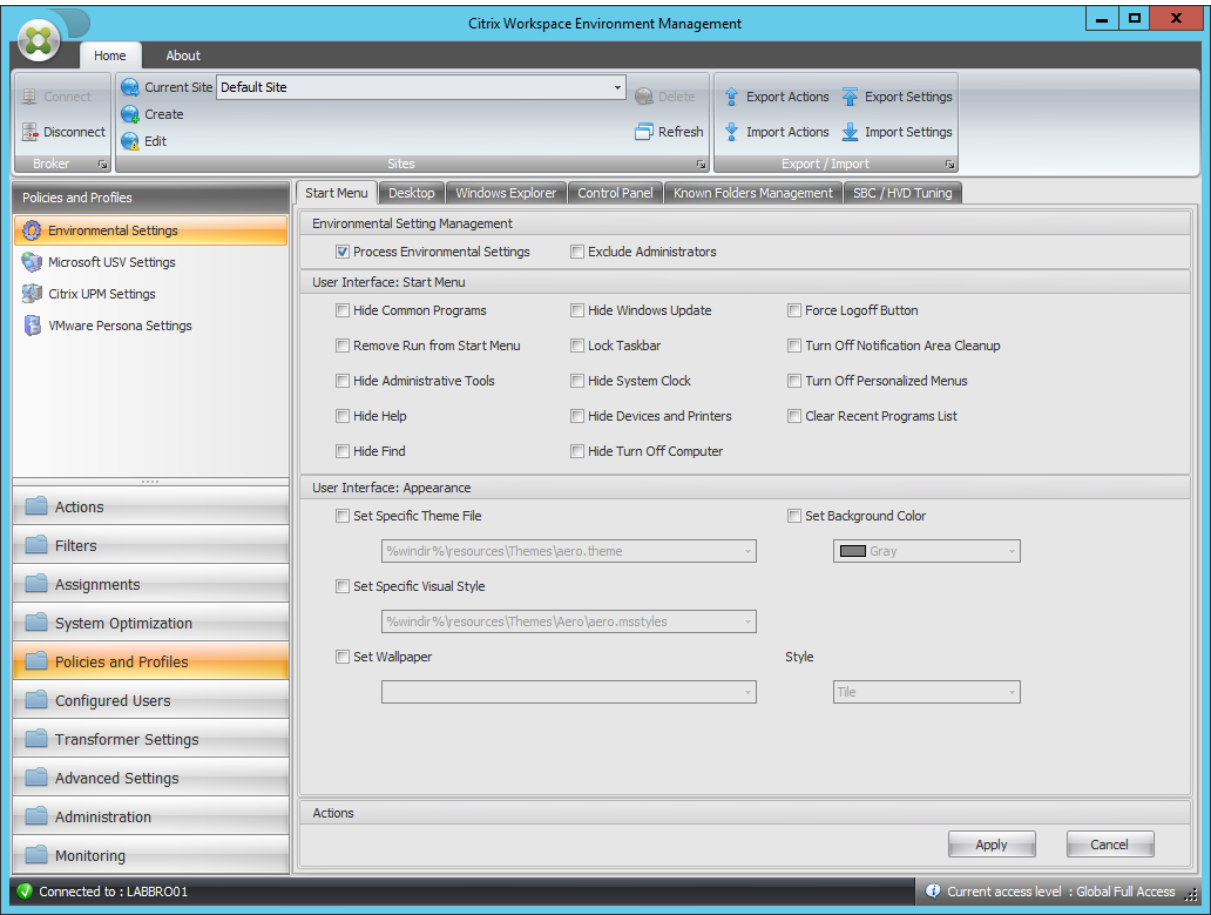 Citrix Workspace Environment Management
Home About
Connect
Disconnect
Broker
Current Site Default Site
Create
Edit
Delete
Refresh
Sites
Export Actions Export Settings
Import Actions Import Settings
Export / Import
Policies and Profiles
Environmental Settings
Microsoft USV Settings
Citrix UPM Settings
VMware Persona Settings
Actions
Filters
Assignments
System Optimization
Policies and Profiles
Configured Users
Transformer Settings
Advanced Settings
Administration
Monitoring
Start Menu Desktop Windows Explorer Control Panel Known Folders Management SBC / HVD Tuning
Environmental Setting Management
Process Environmental Settings Exclude Administrators
User Interface: Start Menu
Hide Common Programs Hide Windows Update Force Logoff Button
Remove Run from Start Menu Lock Taskbar Turn Off Notification Area Cleanup
Hide Administrative Tools Hide System Clock Turn Off Personalized Menus
Hide Help Hide Devices and Printers Clear Recent Programs List
Hide Find Hide Turn Off Computer
User Interface: Appearance
Set Specific Theme File Set Background Color
%windir%\resources\Themes\aero.theme Gray
Set Specific Visual Style
%windir%\resources\Themes\Aero\aero.msstyles
Set Wallpaper Style
Tile
Actions
Apply Cancel
Connected to : LABBRO01 Current access level : Global Full Access